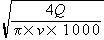 √(4Q / (π × v × 1000))